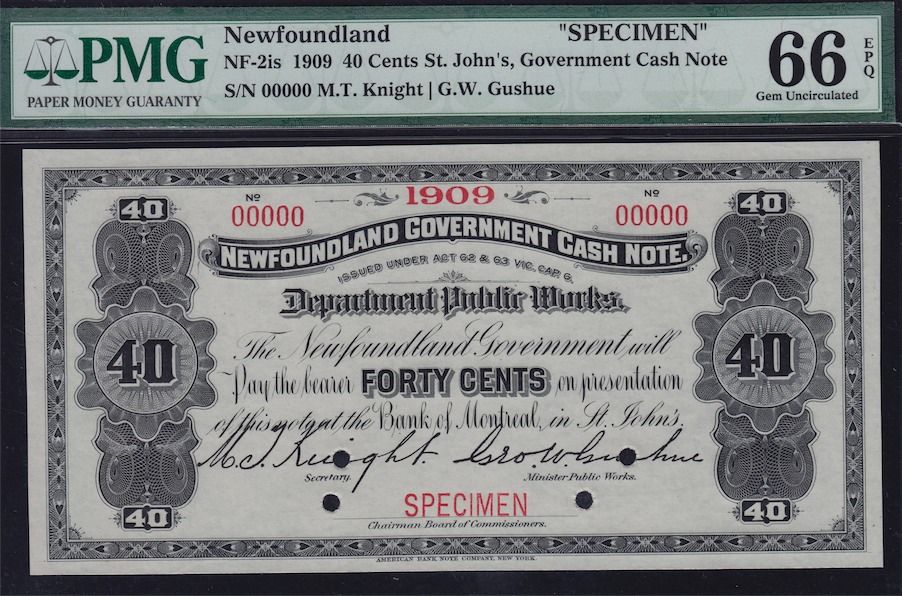 PMG
PAPER MONEY GUARANTY
Newfoundland "SPECIMEN"
NF-2is 1909 40 Cents St. John's, Government Cash Note
S/N 00000 M.T. Knight | G.W. Gushue
66 EPQ
Gem Uncirculated
40 40
Nº 00000 1909 Nº 00000
NEWFOUNDLAND GOVERNMENT CASH NOTE.
ISSUED UNDER ACT 62 & 63 VIC. CAP. 6.
Department Public Works.
The Newfoundland Government will
40 Pay the bearer FORTY CENTS on presentation 40
of this note at the Bank of Montreal, in St. John's.
M.T. Knight. Geo. W. Gushue
Secretary. Minister Public Works.
40 SPECIMEN 40
Chairman Board of Commissioners.
AMERICAN BANK NOTE COMPANY, NEW YORK.